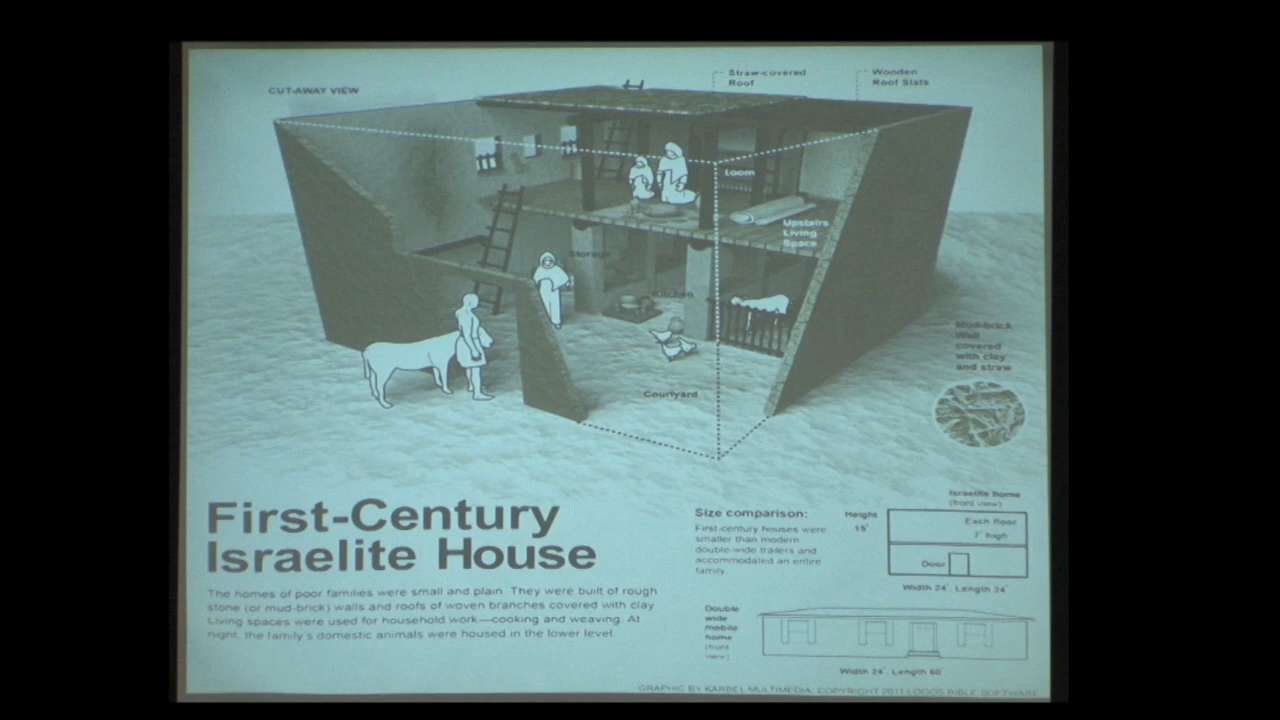 CUT-AWAY VIEW
Straw-covered
Roof
Wooden
Roof Slats
Loom
Upstairs
Living
Space
Storage
Kitchen
Courtyard
Mud-brick
Wall
covered
with clay
and straw
First-Century
Israelite House
The homes of poor families were small and plain. They were built of rough
stone (or mud-brick) walls and roofs of woven branches covered with clay
Living spaces were used for household work—cooking and weaving. At
night, the family's domestic animals were housed in the lower level.
Size comparison:
First-century houses were
smaller than modern
double-wide trailers and
accommodated an entire
family.
Height
15'
Israelite home
(front view)
Each floor
7' high
Door
Width 24', Length 24'
Double
wide
mobile
home
(front
view)
Width 24', Length 60'
GRAPHIC BY KARBEL MULTIMEDIA, COPYRIGHT 2011 LOGOS BIBLE SOFTWARE